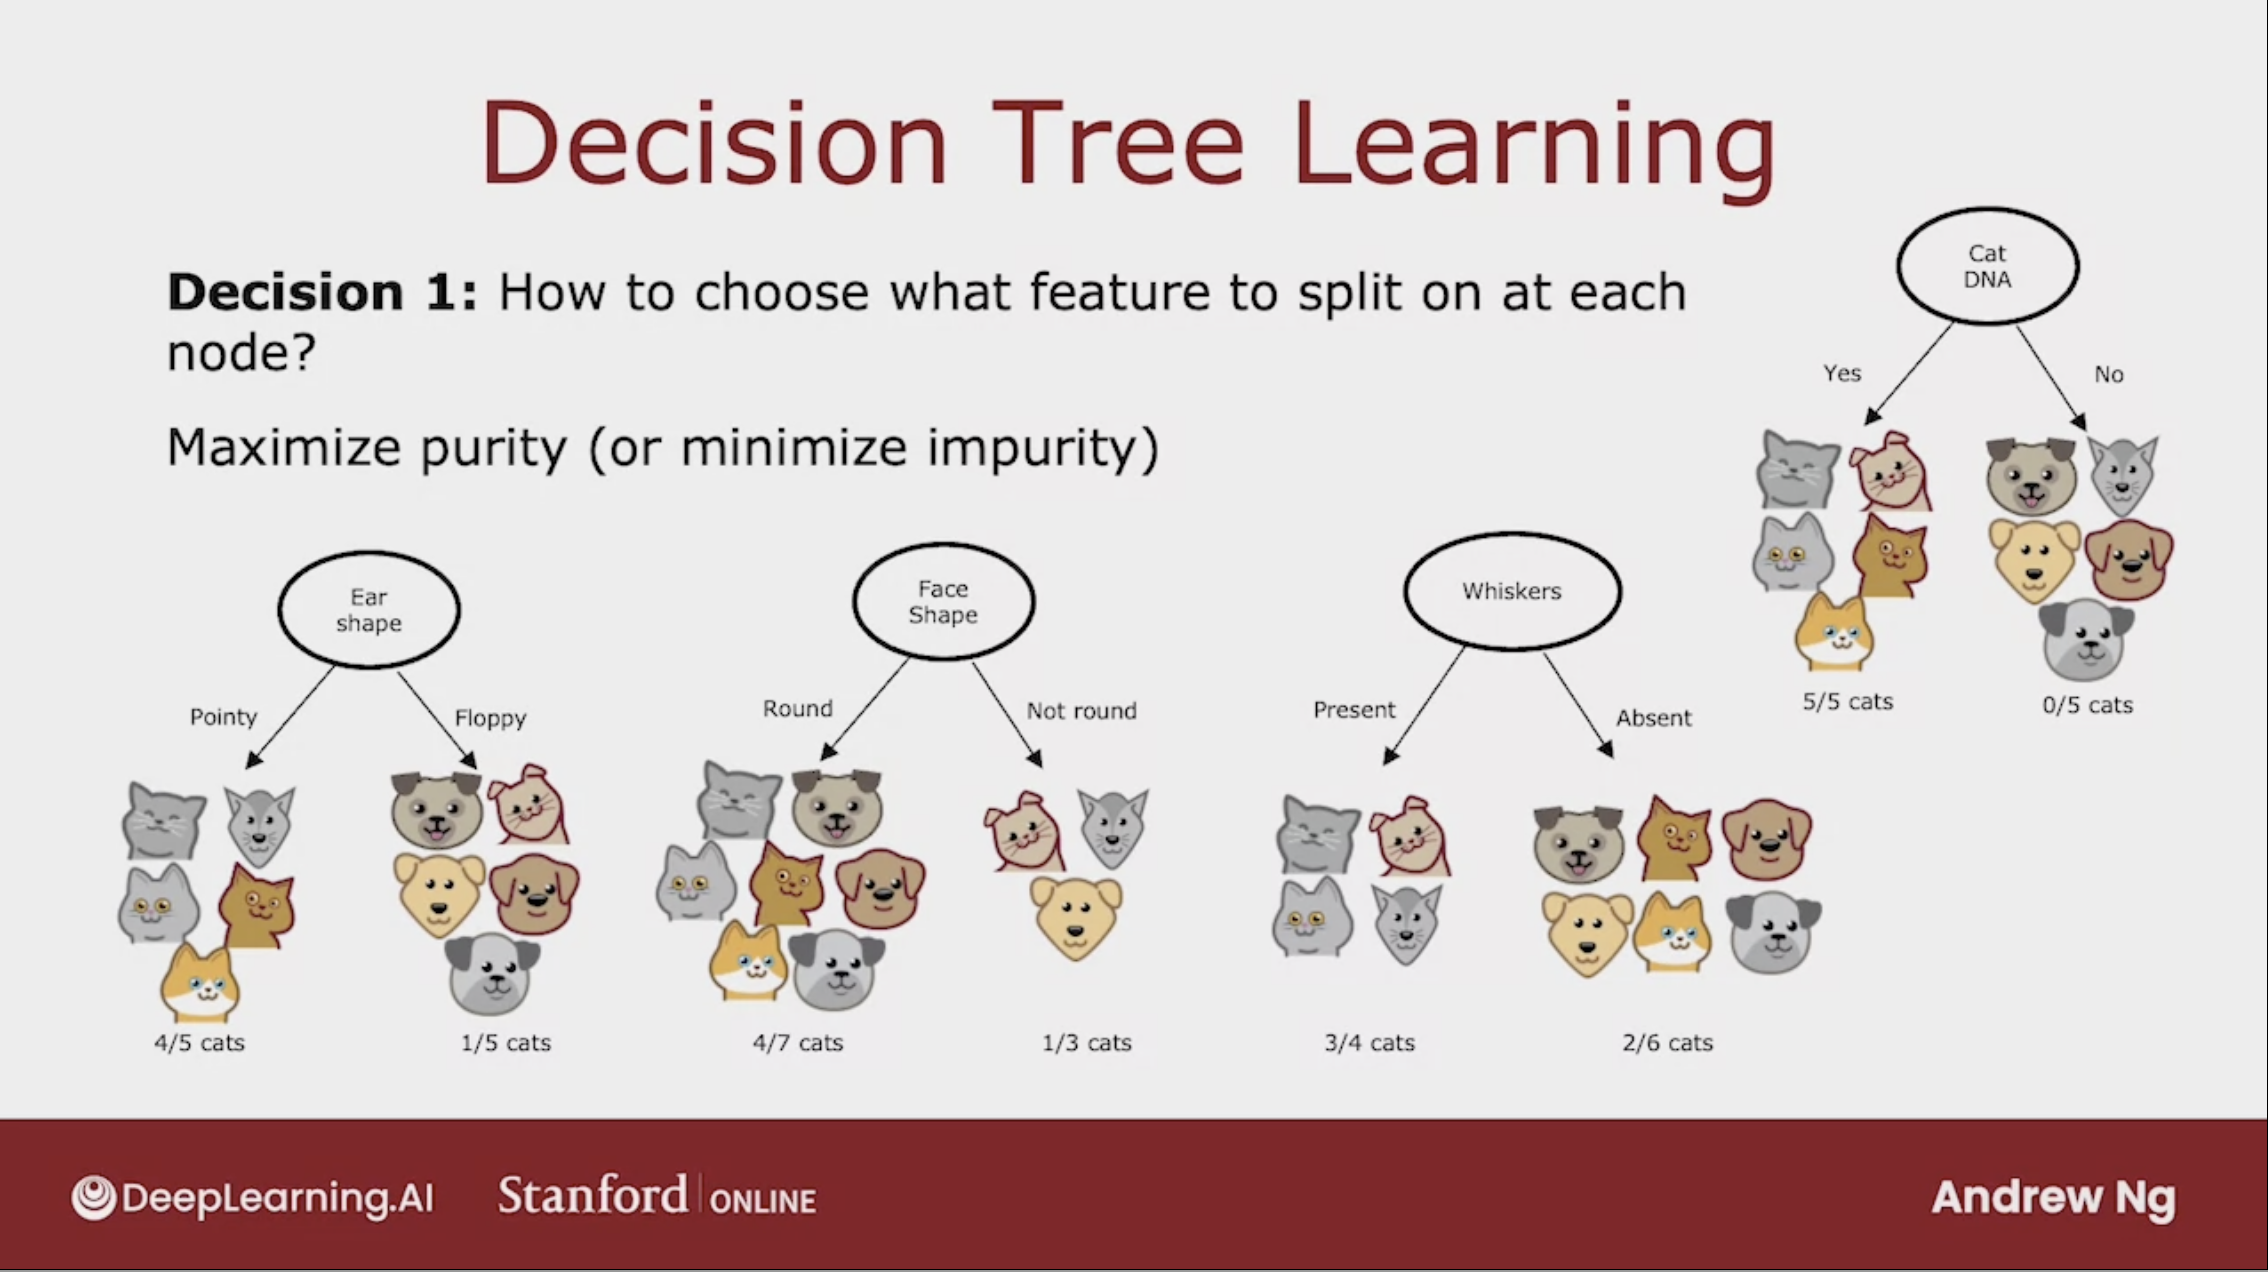 Decision Tree Learning
Decision 1: How to choose what feature to split on at each
node?
Maximize purity (or minimize impurity)
Cat
DNA
Yes
No
5/5 cats
0/5 cats
Ear
shape
Pointy
Floppy
4/5 cats
1/5 cats
Face
Shape
Round
Not round
4/7 cats
1/3 cats
Whiskers
Present
Absent
3/4 cats
2/6 cats
DeepLearning.AI
Stanford | ONLINE
Andrew Ng